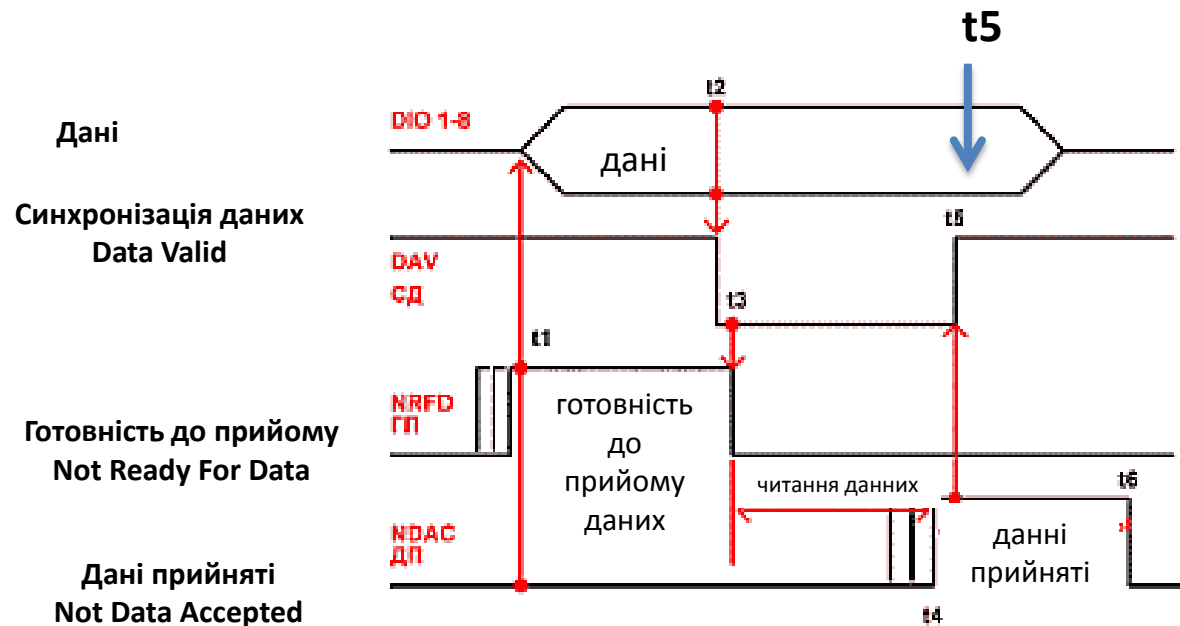 t5
t2
Дані
DIO 1-8
дані
Синхронізація даних
Data Valid
t5
DAV
СД
t3
t1
Готовність до прийому
Not Ready For Data
NRFD
ГП
готовність
до
прийому
даних
читання данних
t6
NDAC
ДП
данні
прийняті
Дані прийняті
Not Data Accepted
t4